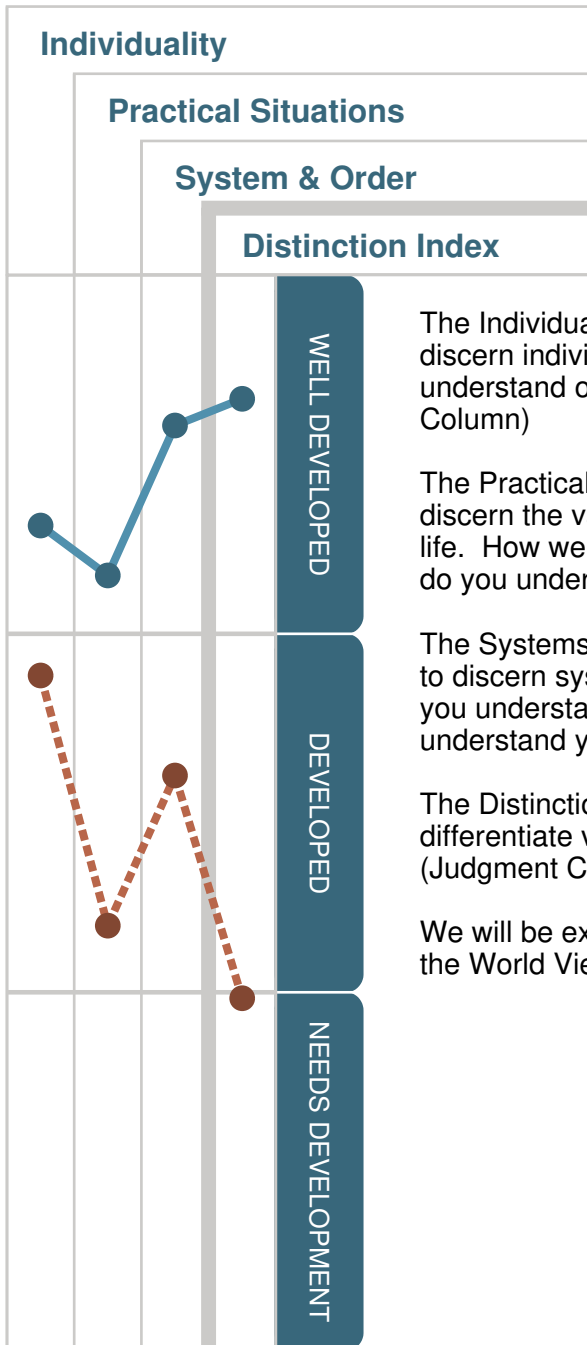 Individuality
Practical Situations
System & Order
Distinction Index
WELL DEVELOPED
The Individua
discern indivi
understand o
Column)
The Practical
discern the v
life.  How we
do you under
DEVELOPED
The Systems
to discern sys
you understa
understand y
The Distinctio
differentiate v
(Judgment C
We will be ex
the World Vie
NEEDS DEVELOPMENT